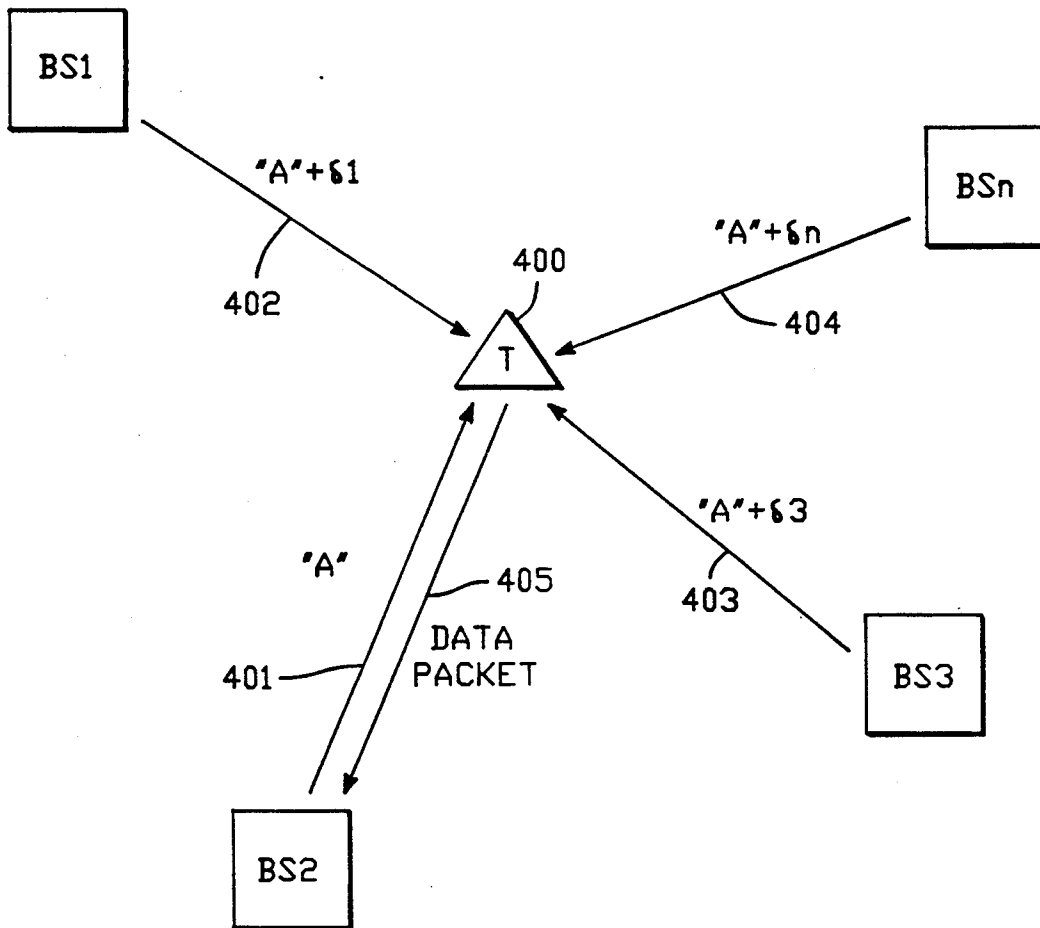 BS1
"A"+δ1
402
400
T
"A"+δn
404
BSn
"A"
401
405
DATA
PACKET
"A"+δ3
403
BS3
BS2